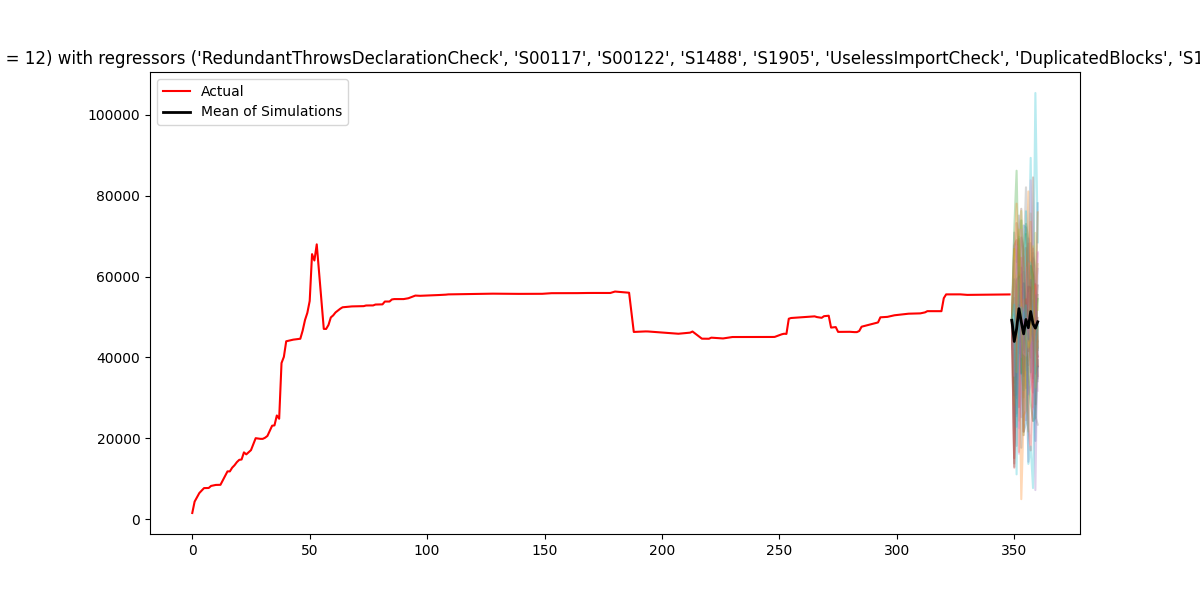 = 12) with regressors ('RedundantThrowsDeclarationCheck', 'S00117', 'S00122', 'S1488', 'S1905', 'UselessImportCheck', 'DuplicatedBlocks', 'S1
Actual
Mean of Simulations
100000
80000
60000
40000
20000
0
0 50 100 150 200 250 300 350